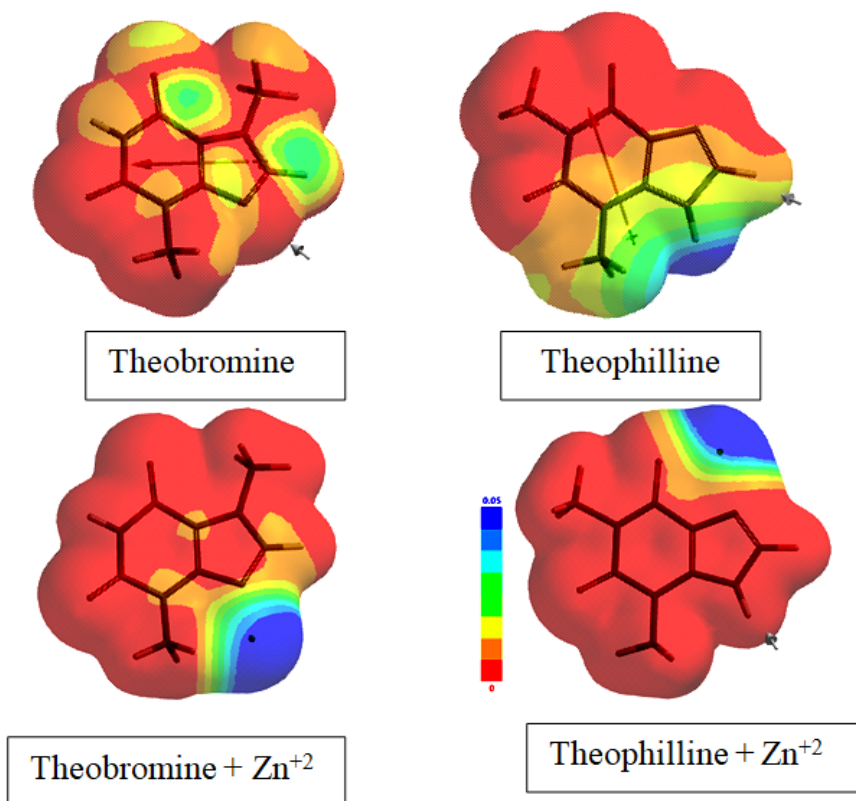 Theobromine
Theophilline
0.05
0
Theobromine + Zn+2
Theophilline + Zn+2